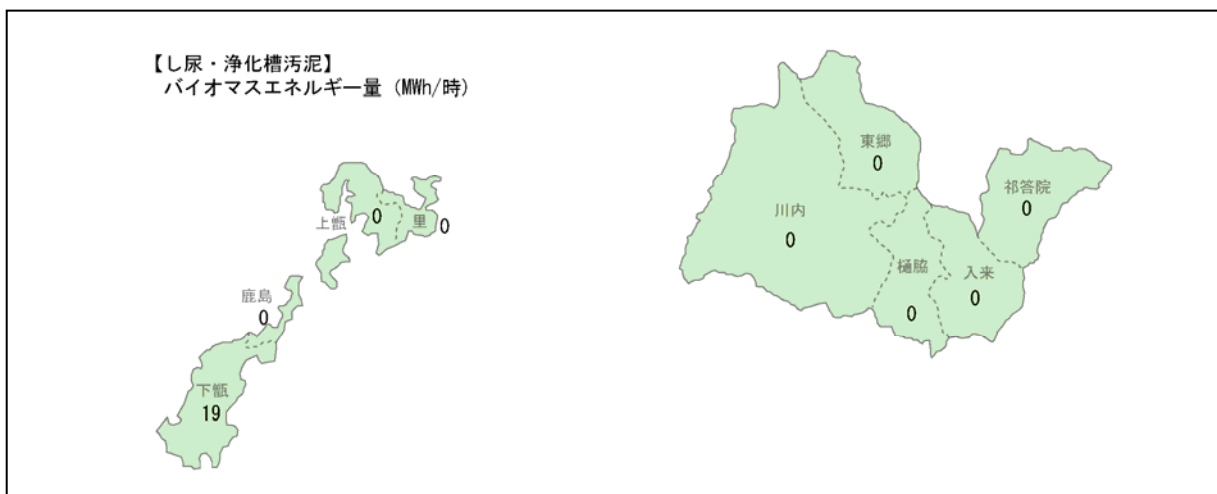 【し尿・浄化槽汚泥】
バイオマスエネルギー量 (MWh/時)
東郷
0
祁答院
0
川内
0
樋脇
0
入来
0
上甑
0
里
0
鹿島
0
下甑
19